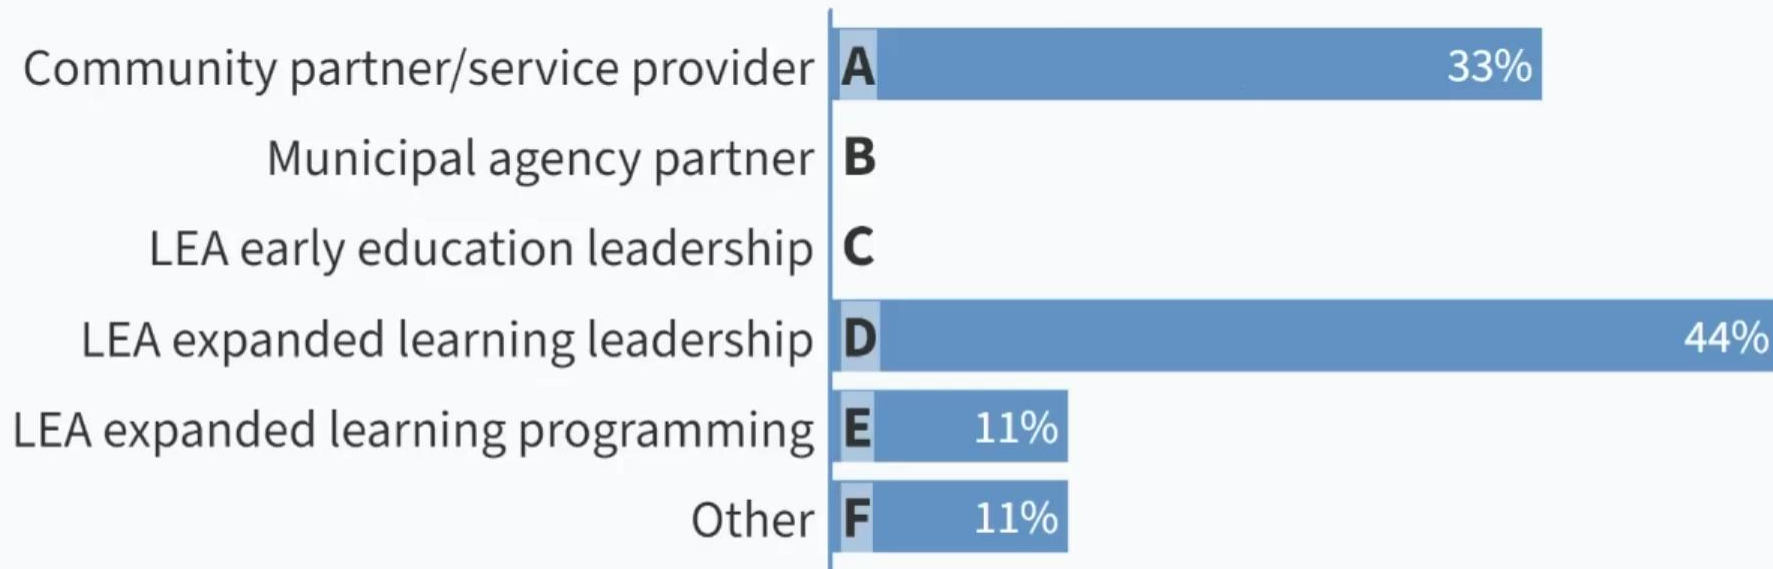 Community partner/service provider A 33%
Municipal agency partner B
LEA early education leadership C
LEA expanded learning leadership D 44%
LEA expanded learning programming E 11%
Other F 11%